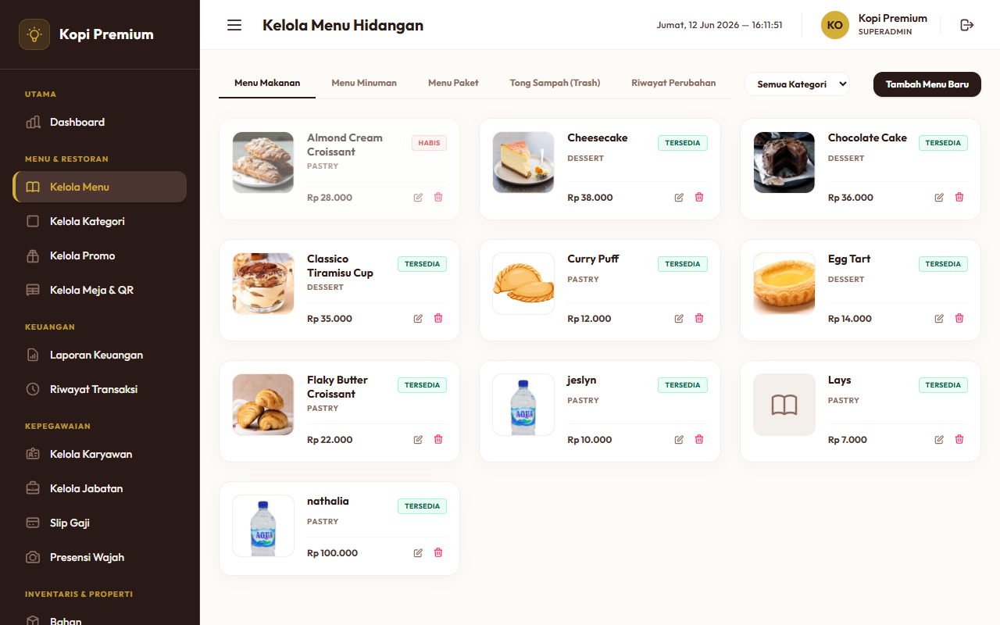 Kopi Premium
UTAMA
Dashboard
MENU & RESTORAN
Kelola Menu
Kelola Kategori
Kelola Promo
Kelola Meja & QR
KEUANGAN
Laporan Keuangan
Riwayat Transaksi
KEPEGAWAIAN
Kelola Karyawan
Kelola Jabatan
Slip Gaji
Presensi Wajah
INVENTARIS & PROPERTI
Bahan
Kelola Menu Hidangan
Jumat, 12 Jun 2026 — 16:11:51
KO
Kopi Premium
SUPERADMIN
Menu Makanan
Menu Minuman
Menu Paket
Tong Sampah (Trash)
Riwayat Perubahan
Semua Kategori
Tambah Menu Baru
Almond Cream
Croissant
HABIS
PASTRY
Rp 28.000
Cheesecake
TERSEDIA
DESSERT
Rp 38.000
Chocolate Cake
TERSEDIA
DESSERT
Rp 36.000
Classico
Tiramisu Cup
TERSEDIA
DESSERT
Rp 35.000
Curry Puff
TERSEDIA
PASTRY
Rp 12.000
Egg Tart
TERSEDIA
DESSERT
Rp 14.000
Flaky Butter
Croissant
TERSEDIA
PASTRY
Rp 22.000
AQUA
jeslyn
TERSEDIA
PASTRY
Rp 10.000
Lays
TERSEDIA
PASTRY
Rp 7.000
AQUA
nathalia
TERSEDIA
PASTRY
Rp 100.000